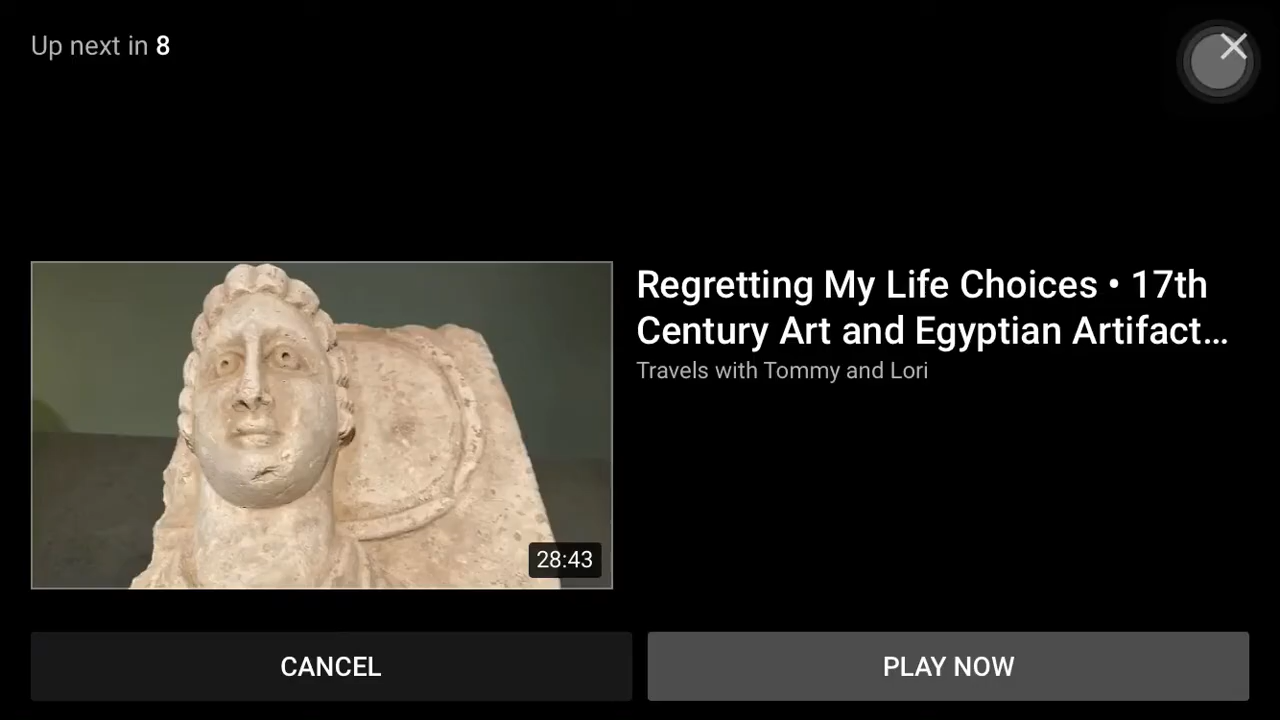 Up next in 8
Regretting My Life Choices • 17th
Century Art and Egyptian Artifact...
Travels with Tommy and Lori
28:43
CANCEL
PLAY NOW